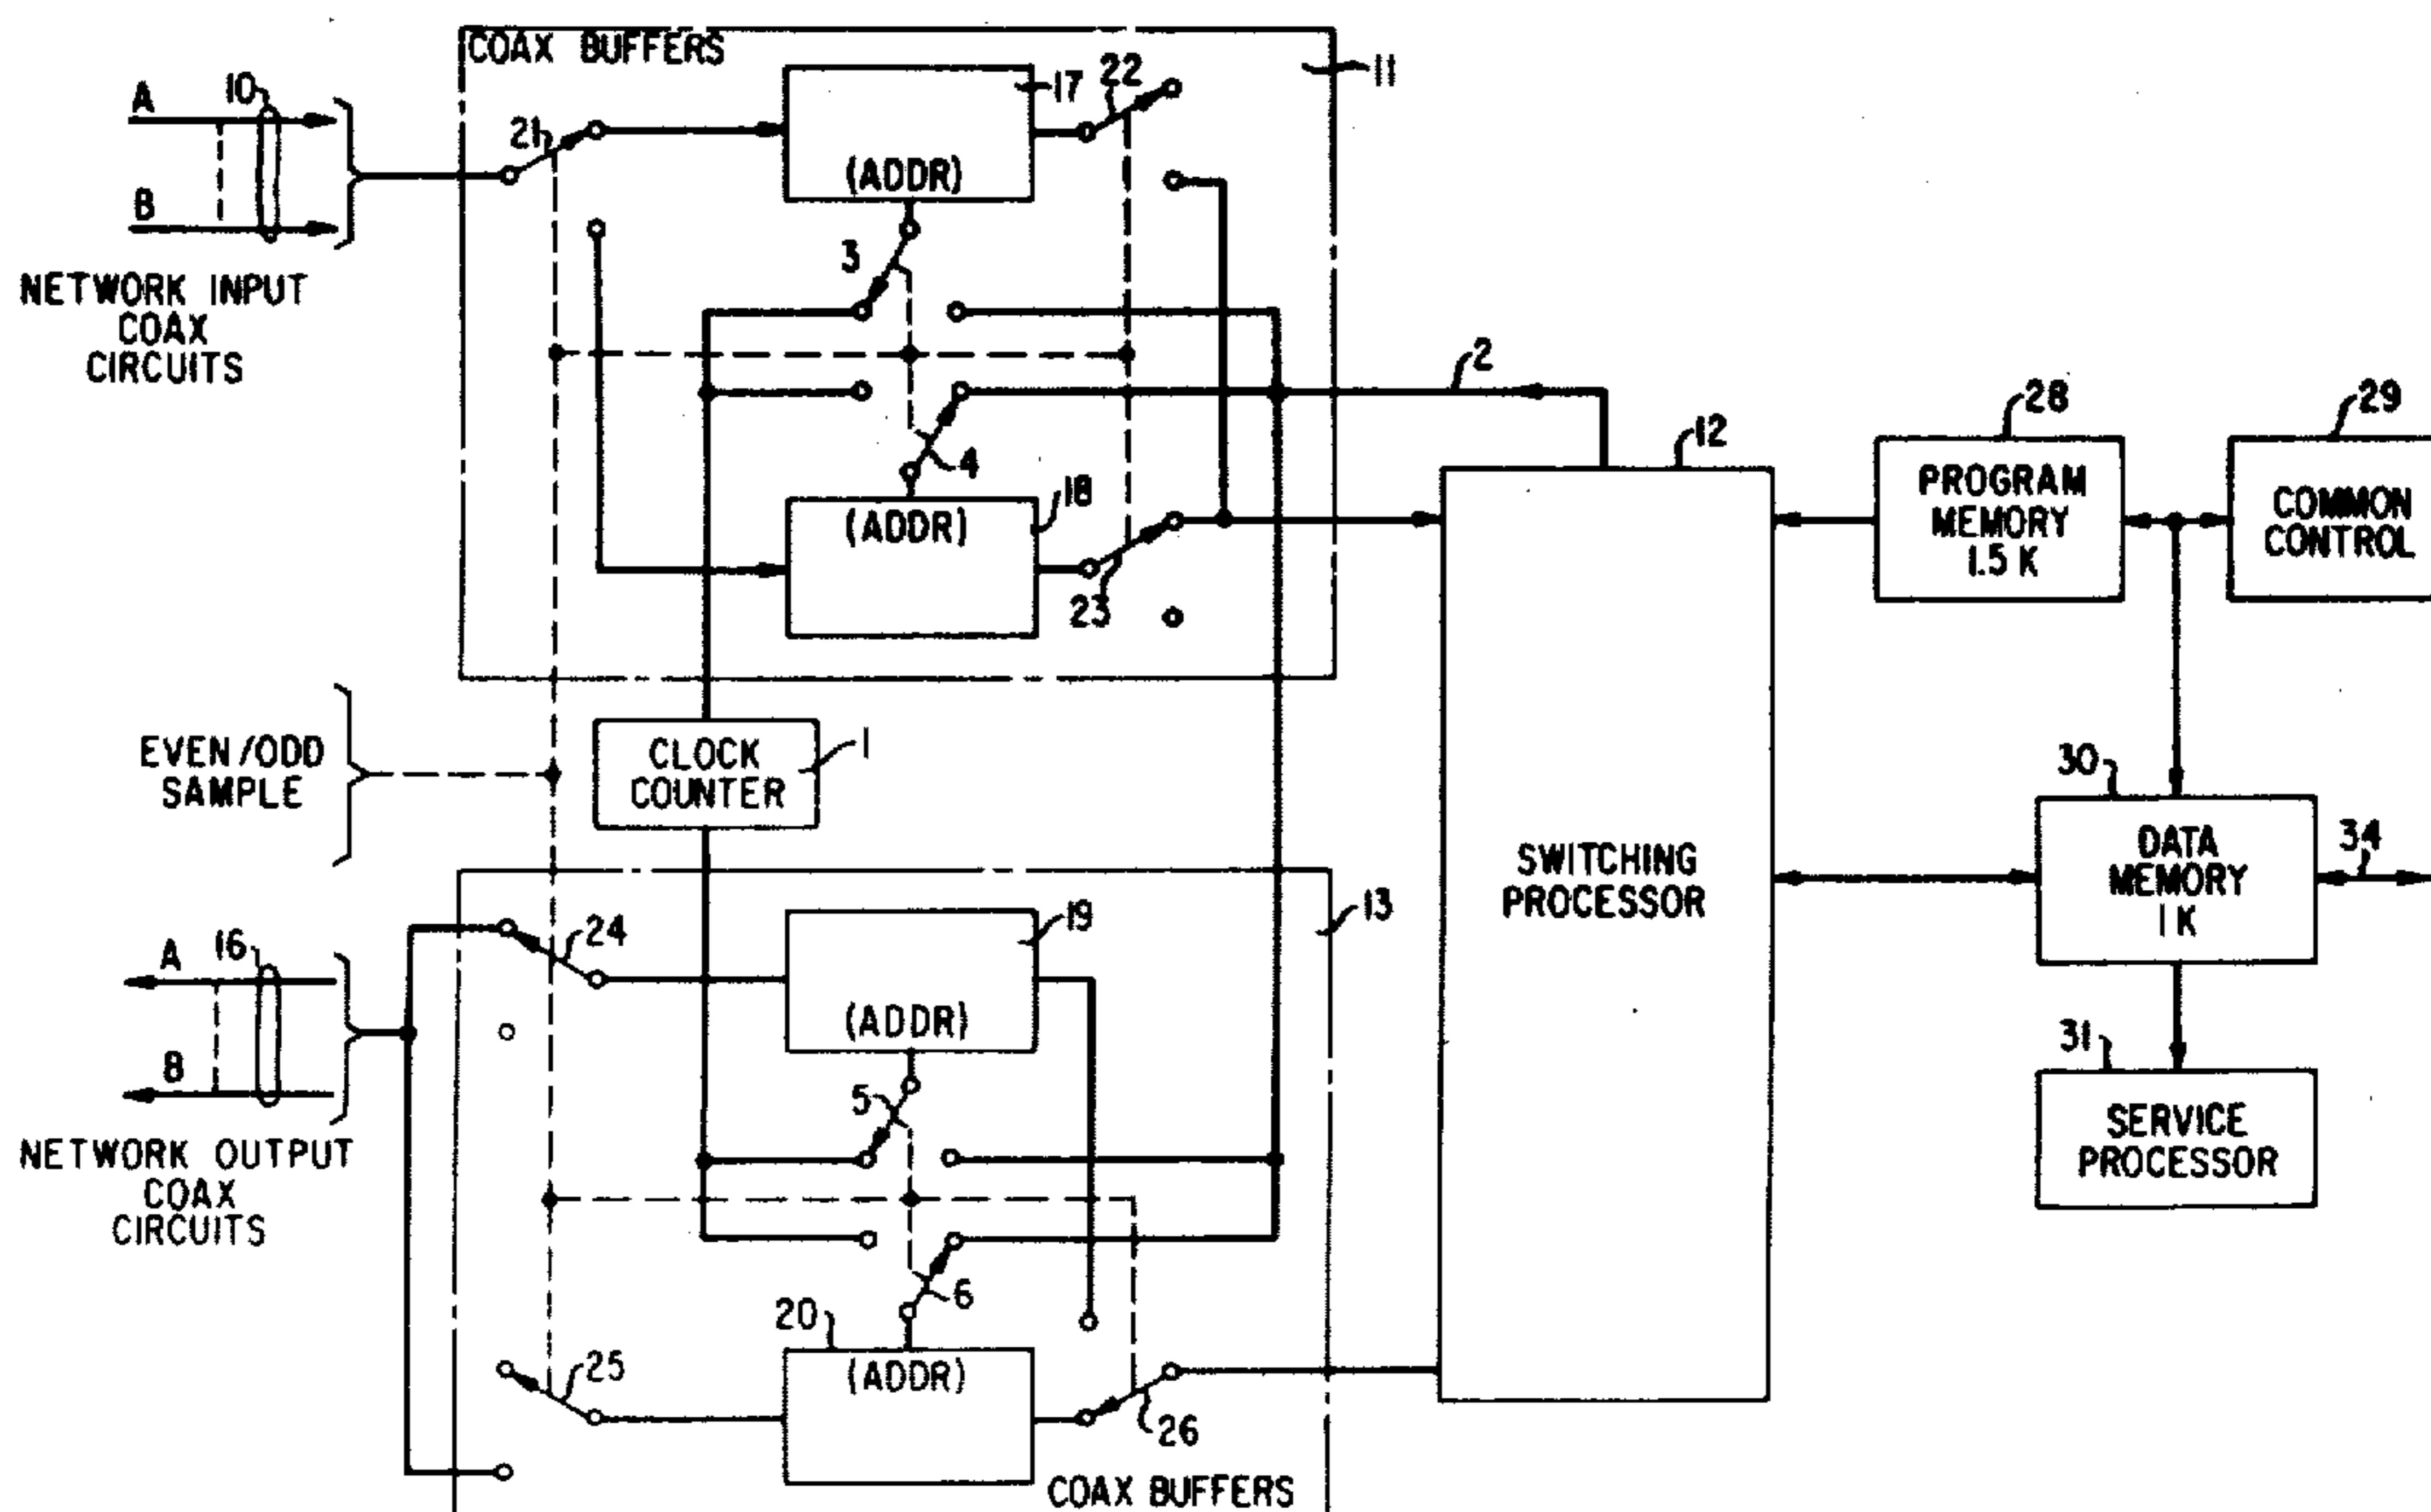 COAX BUFFERS
11
A
10
B
NETWORK INPUT
COAX
CIRCUITS
21
17
(ADDR)
22
3
2
4
18
(ADDR)
23
12
28
PROGRAM
MEMORY
1.5 K
29
COMMON
CONTROL
EVEN/ODD
SAMPLE
CLOCK
COUNTER
1
SWITCHING
PROCESSOR
30
DATA
MEMORY
1 K
34
31
SERVICE
PROCESSOR
A
16
B
NETWORK OUTPUT
COAX
CIRCUITS
24
19
(ADDR)
13
5
6
20
(ADDR)
25
26
COAX BUFFERS